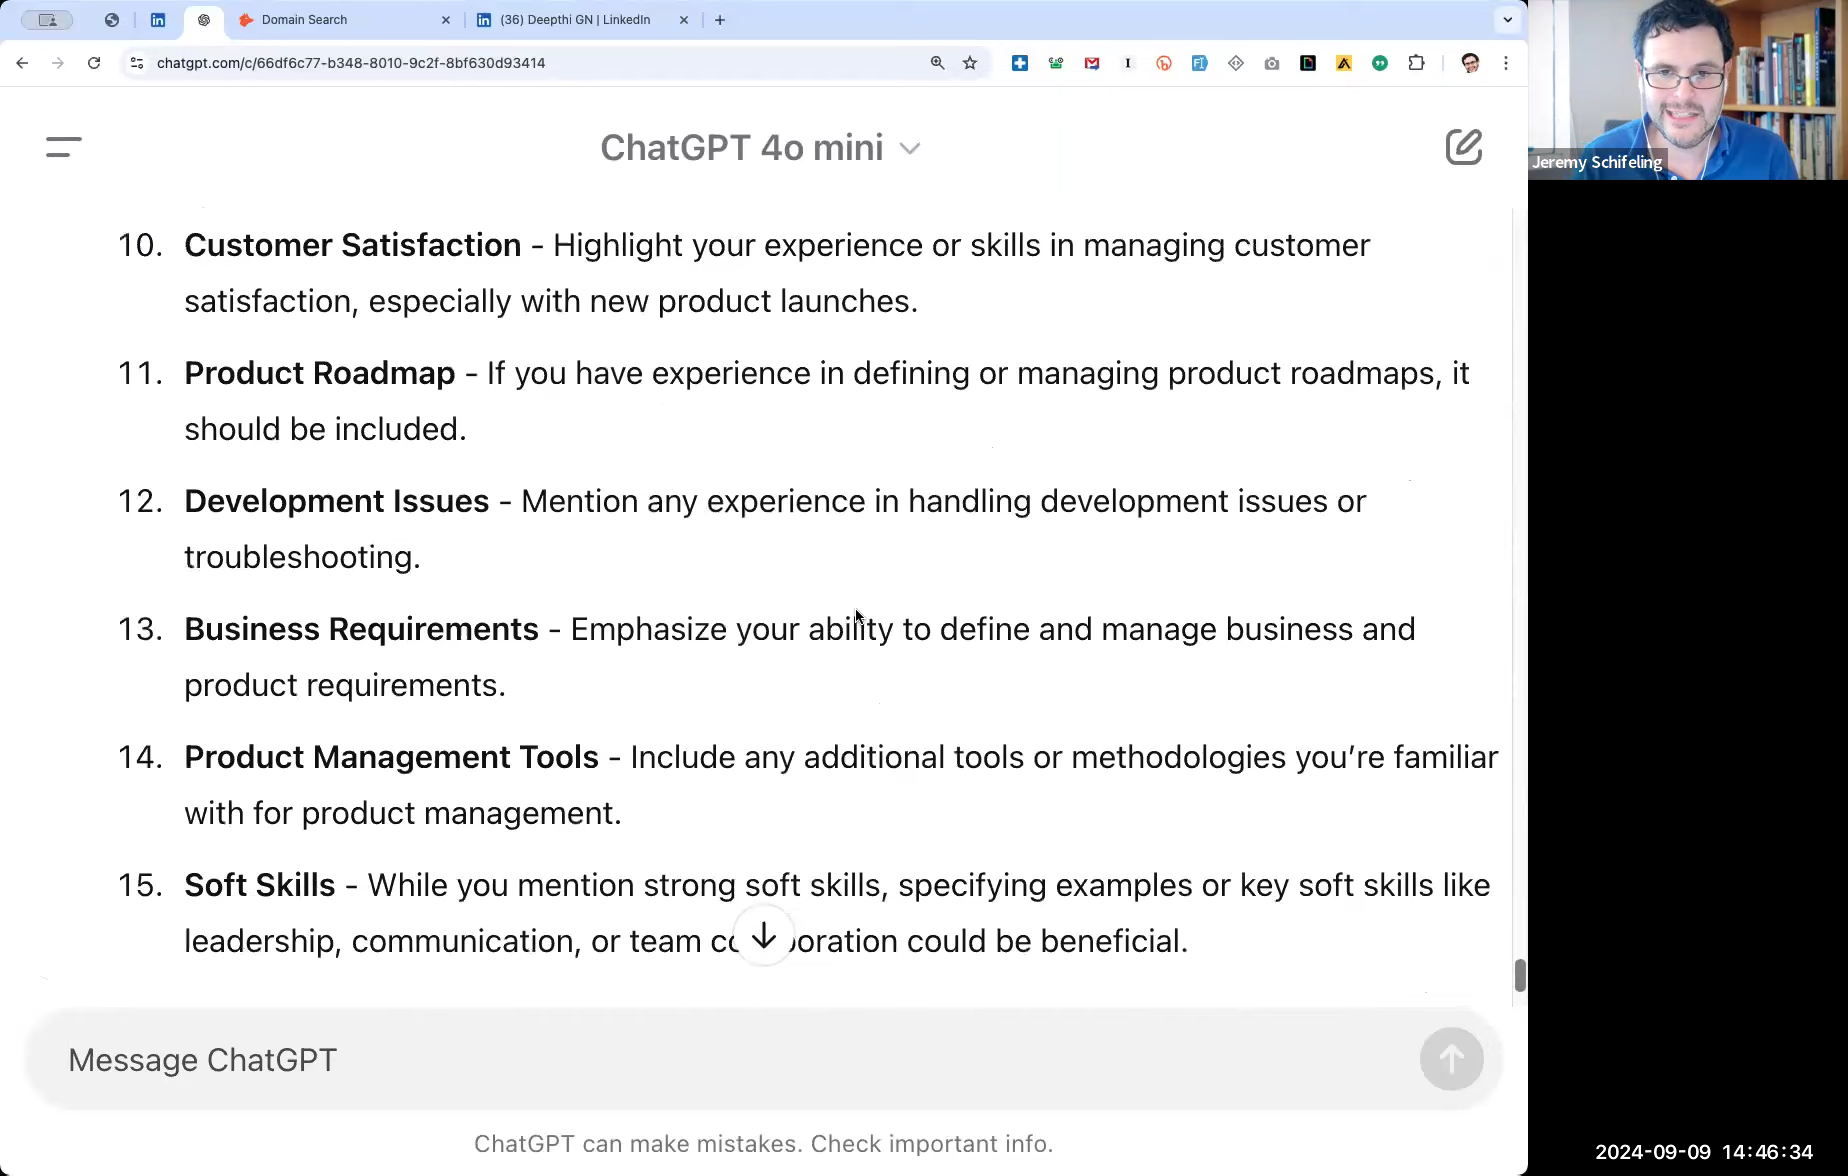 Domain Search
(36) Deepthi GN | LinkedIn
chatgpt.com/c/66df6c77-b348-8010-9c2f-8bf630d93414
Jeremy Schifeling
ChatGPT 4o mini
10. Customer Satisfaction - Highlight your experience or skills in managing customer
satisfaction, especially with new product launches.
11. Product Roadmap - If you have experience in defining or managing product roadmaps, it
should be included.
12. Development Issues - Mention any experience in handling development issues or
troubleshooting.
13. Business Requirements - Emphasize your ability to define and manage business and
product requirements.
14. Product Management Tools - Include any additional tools or methodologies you’re familiar
with for product management.
15. Soft Skills - While you mention strong soft skills, specifying examples or key soft skills like
leadership, communication, or team could be beneficial.
Message ChatGPT
ChatGPT can make mistakes. Check important info.
2024-09-09 14:46:34